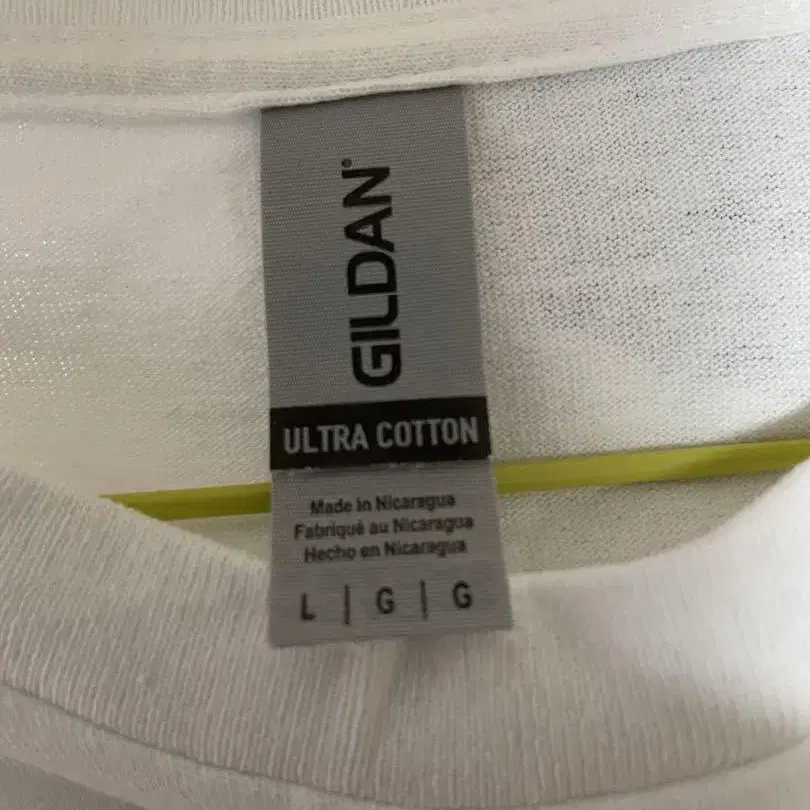 GILDAN®
ULTRA COTTON
Made in Nicaragua
Fabriqué au Nicaragua
Hecho en Nicaragua
L | G | G